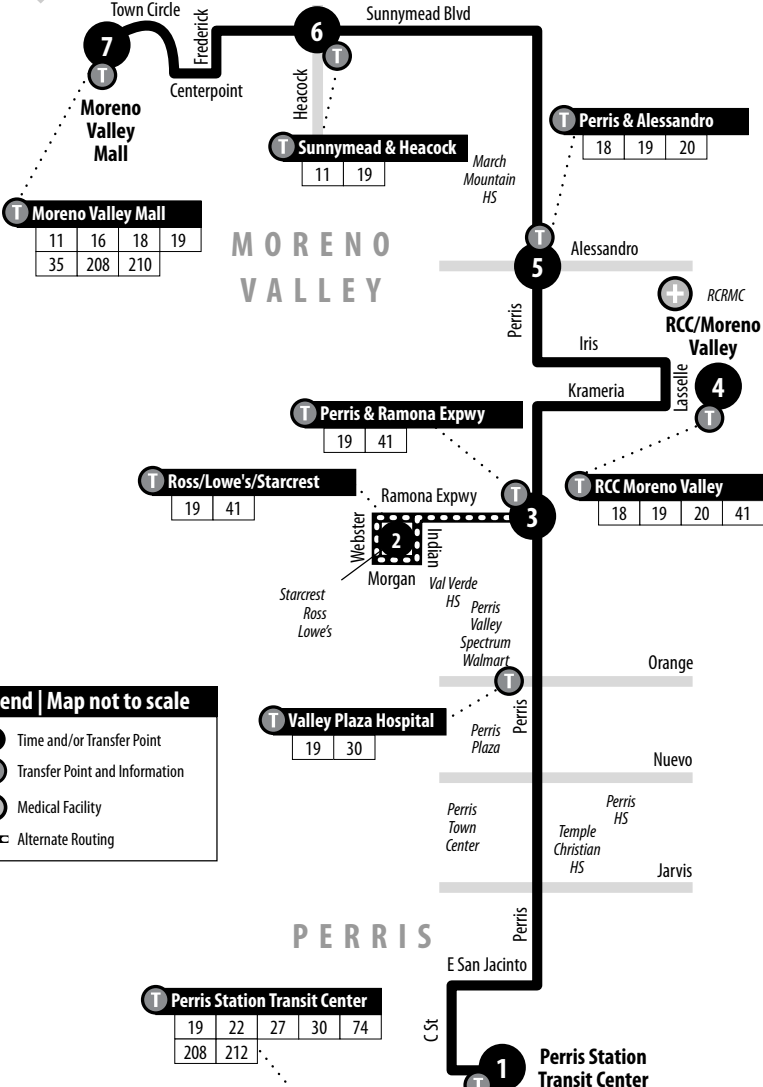 Town Circle
Frederick
Sunnymead Blvd
7
6
T
T
Centerpoint
Heacock
Moreno
Valley
Mall
T Perris & Alessandro
18 19 20
T Sunnymead & Heacock
11 19
March
Mountain
HS
T Moreno Valley Mall
11 16 18 19
35 208 210
MORENO
VALLEY
T
5
Alessandro
RCRMC
RCC/Moreno
Valley
Perris
Iris
Lasselle
4
T
Krameria
T Perris & Ramona Expwy
19 41
T Ross/Lowe's/Starcrest
19 41
T RCC Moreno Valley
18 19 20 41
Ramona Expwy
T
3
Webster
2
Indian
Morgan
Starcrest
Ross
Lowe's
Val Verde
HS
Perris
Valley
Spectrum
Walmart
T
Orange
T Valley Plaza Hospital
19 30
Perris
Plaza
Perris
Nuevo
end | Map not to scale
Time and/or Transfer Point
Transfer Point and Information
Medical Facility
Alternate Routing
Perris
Town
Center
Perris
HS
Temple
Christian
HS
Jarvis
PERRIS
Perris
E San Jacinto
T Perris Station Transit Center
19 22 27 30 74
208 212
C St
1
T
Perris Station
Transit Center